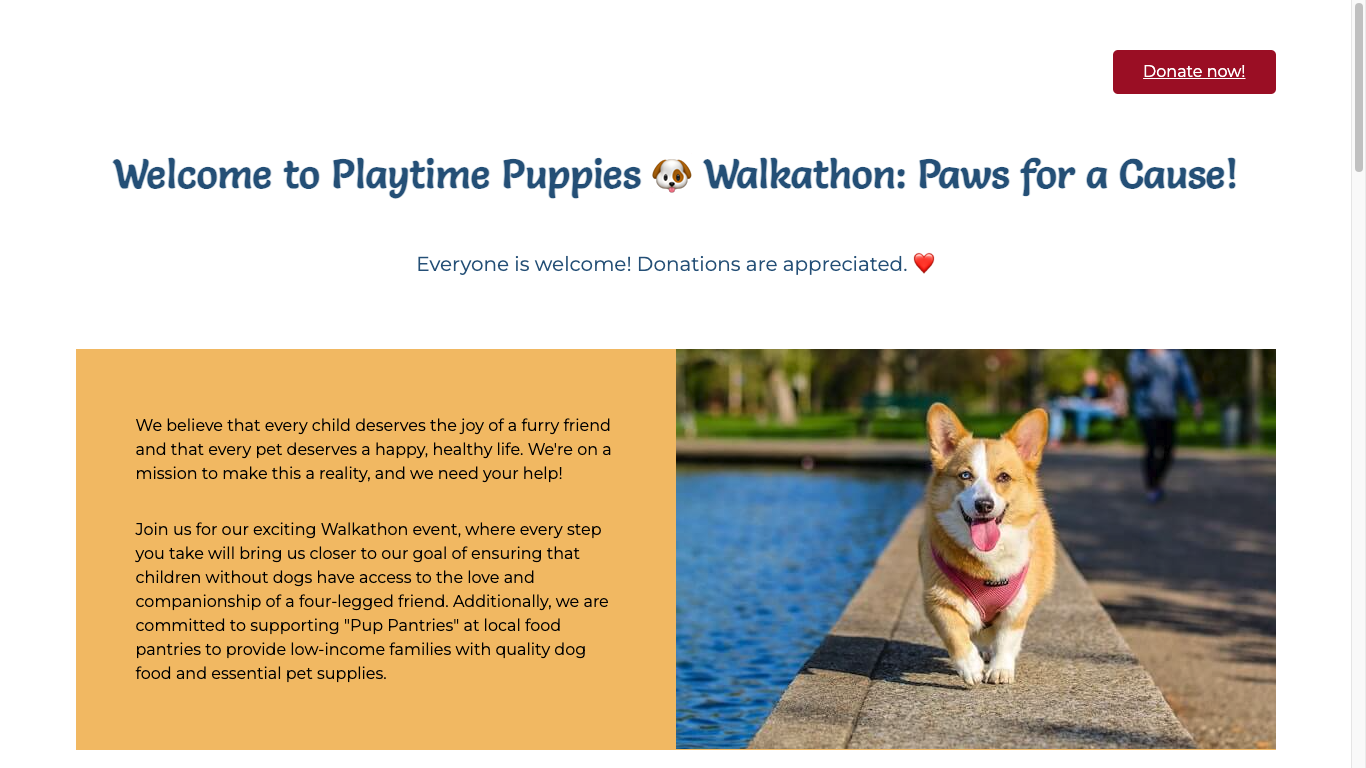 Donate now!
Welcome to Playtime Puppies 🐶 Walkathon: Paws for a Cause!
Everyone is welcome! Donations are appreciated. ❤️
We believe that every child deserves the joy of a furry friend
and that every pet deserves a happy, healthy life. We're on a
mission to make this a reality, and we need your help!
Join us for our exciting Walkathon event, where every step
you take will bring us closer to our goal of ensuring that
children without dogs have access to the love and
companionship of a four-legged friend. Additionally, we are
committed to supporting "Pup Pantries" at local food
pantries to provide low-income families with quality dog
food and essential pet supplies.